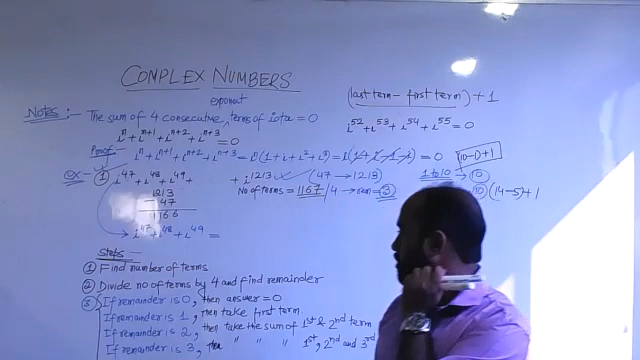 COMPLEX NUMBERS
(last term - first term) + 1
exponent
Notes :- The sum of 4 consecutive terms of iota = 0
i^n + i^n+1 + i^n+2 + i^n+3 = 0
i^52 + i^53 + i^54 + i^55 = 0
Proof
i^n + i^n+1 + i^n+2 + i^n+3 = i^n (1 + i + i^2 + i^3) = i^n (1+i-1-i) = 0
(10-1)+1
Ex- ① i^47 + i^48 + i^49 + + i^1213 ✓ (47 → 1213)
1 to 10 → 10
No of terms = 1167/4 → rem = 3
10 (14-5)+1
1213
- 47
1166
→ i^47 + i^48 + i^49 =
Steps
① Find number of terms
② Divide no of terms by 4 and find remainder
③ If remainder is 0, then answer = 0
If remainder is 1, then take first term
If remainder is 2, then take the sum of 1st & 2nd term
If remainder is 3, then " " " 1st, 2nd and 3rd